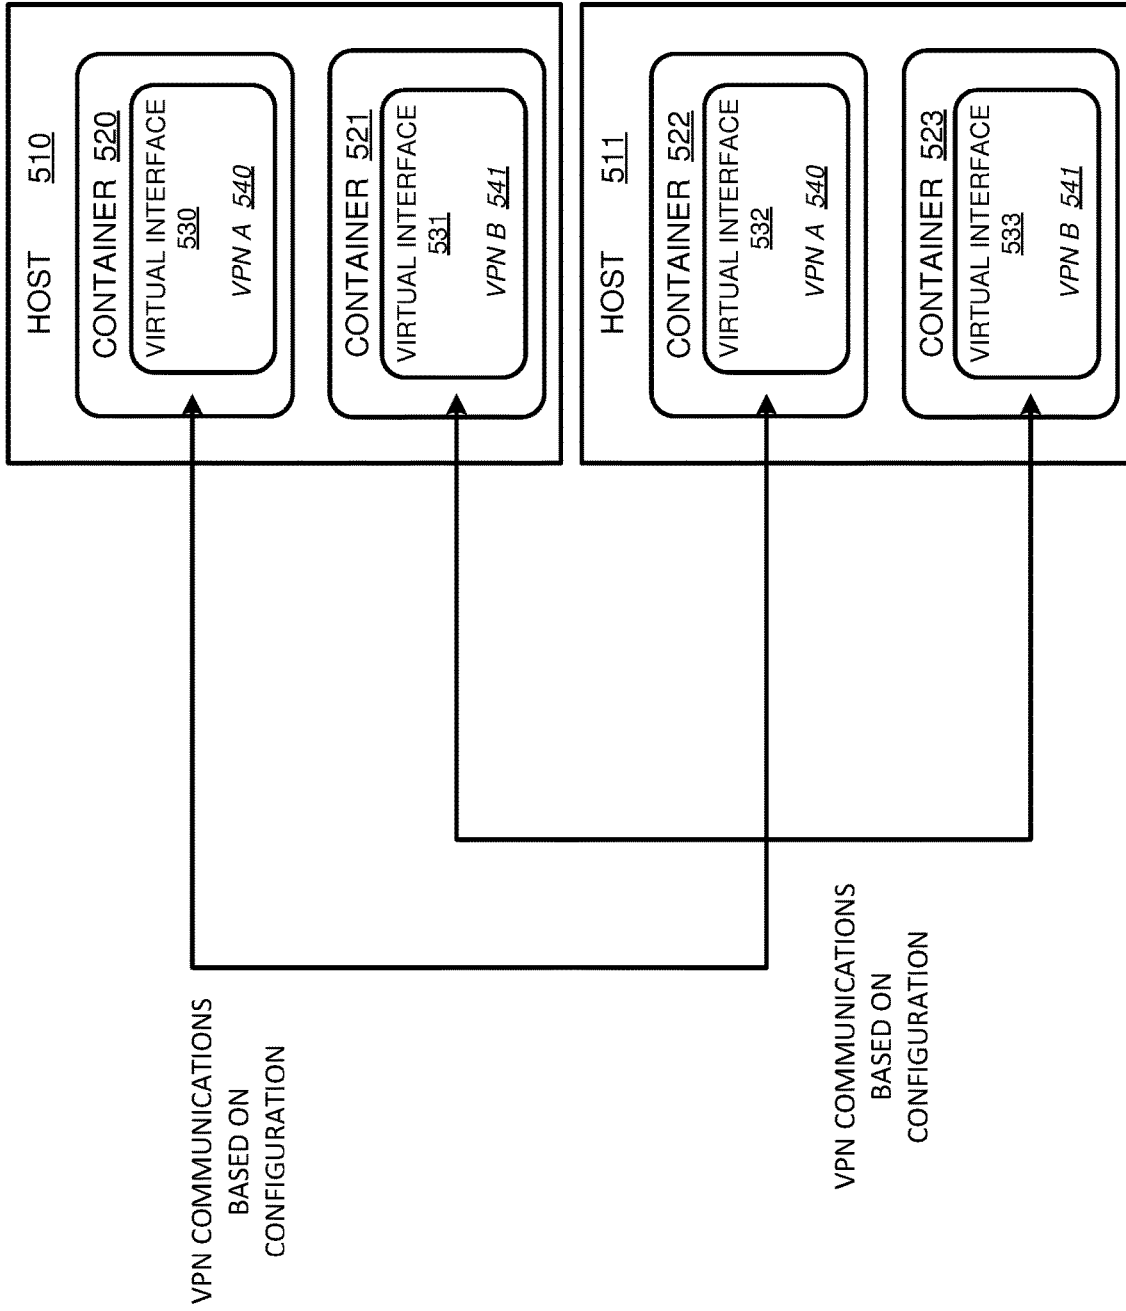 HOST 510
CONTAINER 520
VIRTUAL INTERFACE
530
VPN A 540
CONTAINER 521
VIRTUAL INTERFACE
531
VPN B 541
HOST 511
CONTAINER 522
VIRTUAL INTERFACE
532
VPN A 540
CONTAINER 523
VIRTUAL INTERFACE
533
VPN B 541
VPN COMMUNICATIONS
BASED ON
CONFIGURATION
VPN COMMUNICATIONS
BASED ON
CONFIGURATION